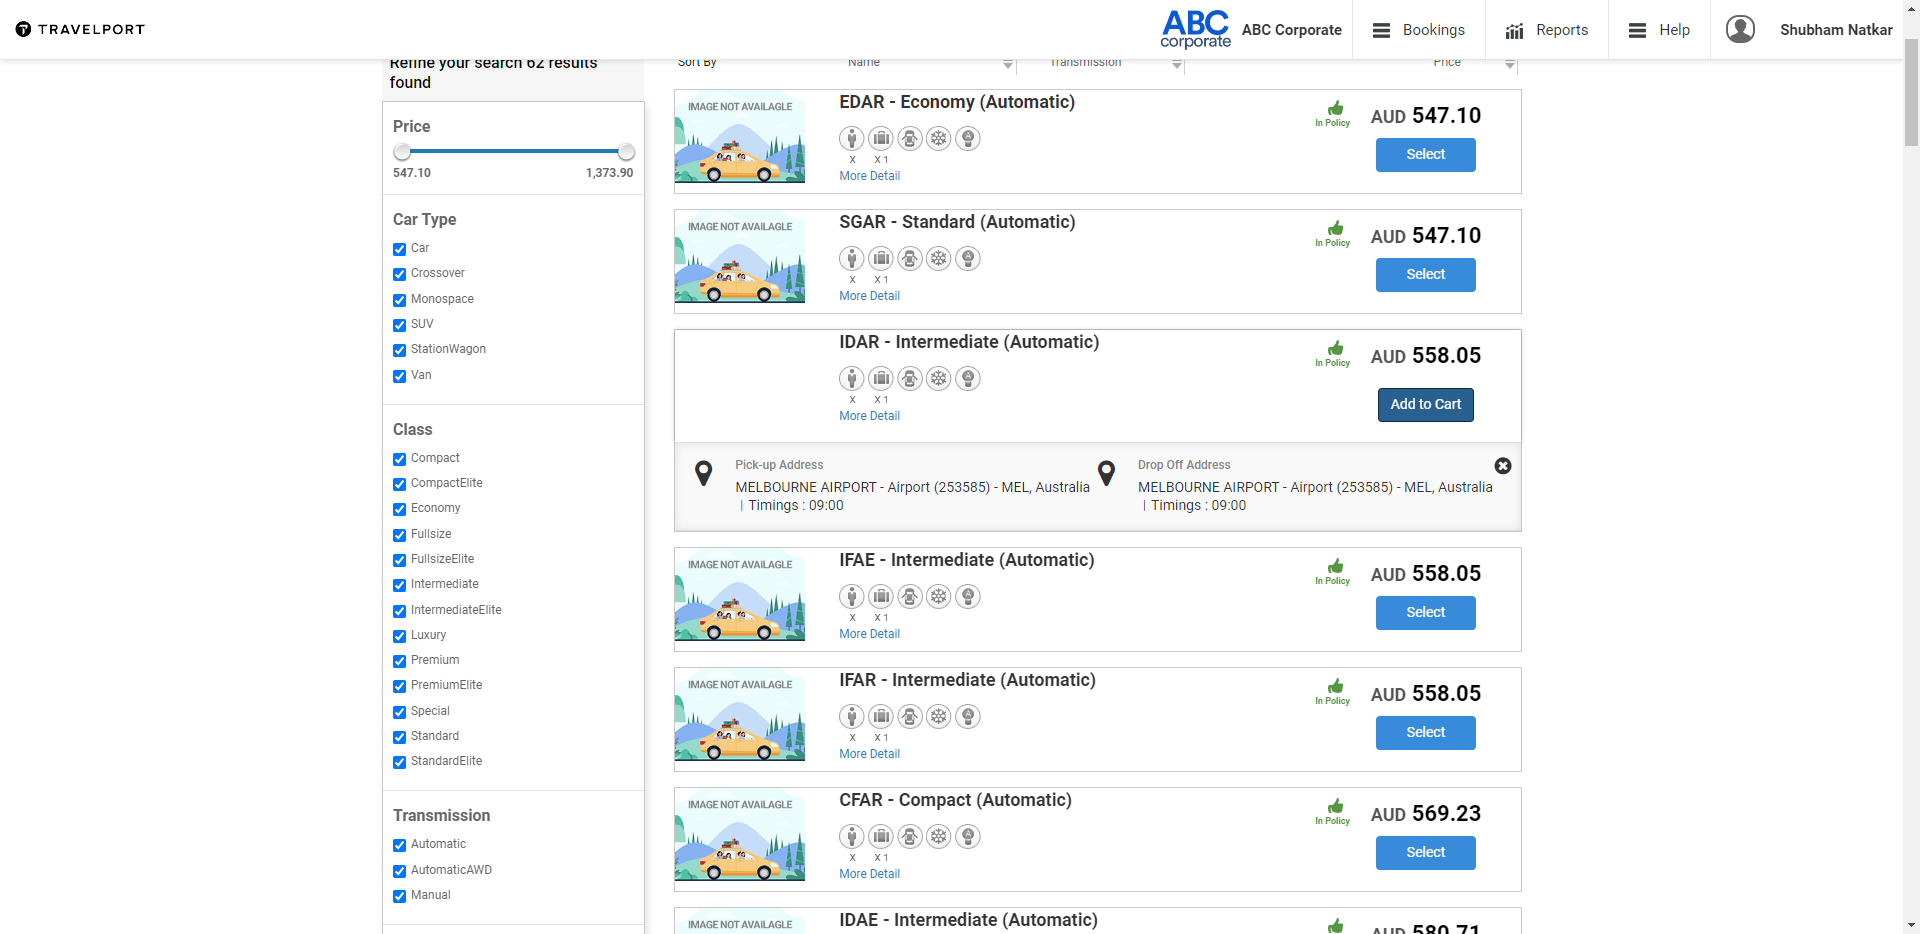 TRAVELPORT
ABC
corporate
ABC Corporate
Bookings
Reports
Help
Shubham Natkar
Refine your search 62 results
found
Price
547.10
1,373.90
Car Type
Car
Crossover
Monospace
SUV
StationWagon
Van
Class
Compact
CompactElite
Economy
Fullsize
FullsizeElite
Intermediate
IntermediateElite
Luxury
Premium
PremiumElite
Special
Standard
StandardElite
Transmission
Automatic
AutomaticAWD
Manual
Sort By
Name
Transmission
Price
IMAGE NOT AVAILAGLE
EDAR - Economy (Automatic)
X
X 1
More Detail
In Policy
AUD 547.10
Select
IMAGE NOT AVAILAGLE
SGAR - Standard (Automatic)
X
X 1
More Detail
In Policy
AUD 547.10
Select
IDAR - Intermediate (Automatic)
X
X 1
More Detail
In Policy
AUD 558.05
Add to Cart
Pick-up Address
MELBOURNE AIRPORT - Airport (253585) - MEL, Australia
| Timings : 09:00
Drop Off Address
MELBOURNE AIRPORT - Airport (253585) - MEL, Australia
| Timings : 09:00
IMAGE NOT AVAILAGLE
IFAE - Intermediate (Automatic)
X
X 1
More Detail
In Policy
AUD 558.05
Select
IMAGE NOT AVAILAGLE
IFAR - Intermediate (Automatic)
X
X 1
More Detail
In Policy
AUD 558.05
Select
IMAGE NOT AVAILAGLE
CFAR - Compact (Automatic)
X
X 1
More Detail
In Policy
AUD 569.23
Select
IMAGE NOT AVAILAGLE
IDAE - Intermediate (Automatic)
AUD 580.71